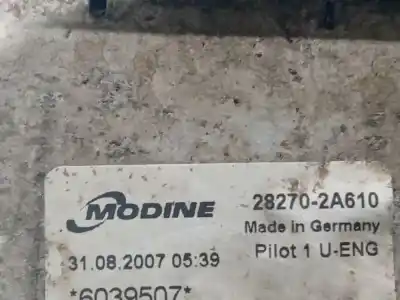 MODINE
28270-2A610
Made in Germany
31.08.2007 05:39
Pilot 1 U-ENG
*6039507*